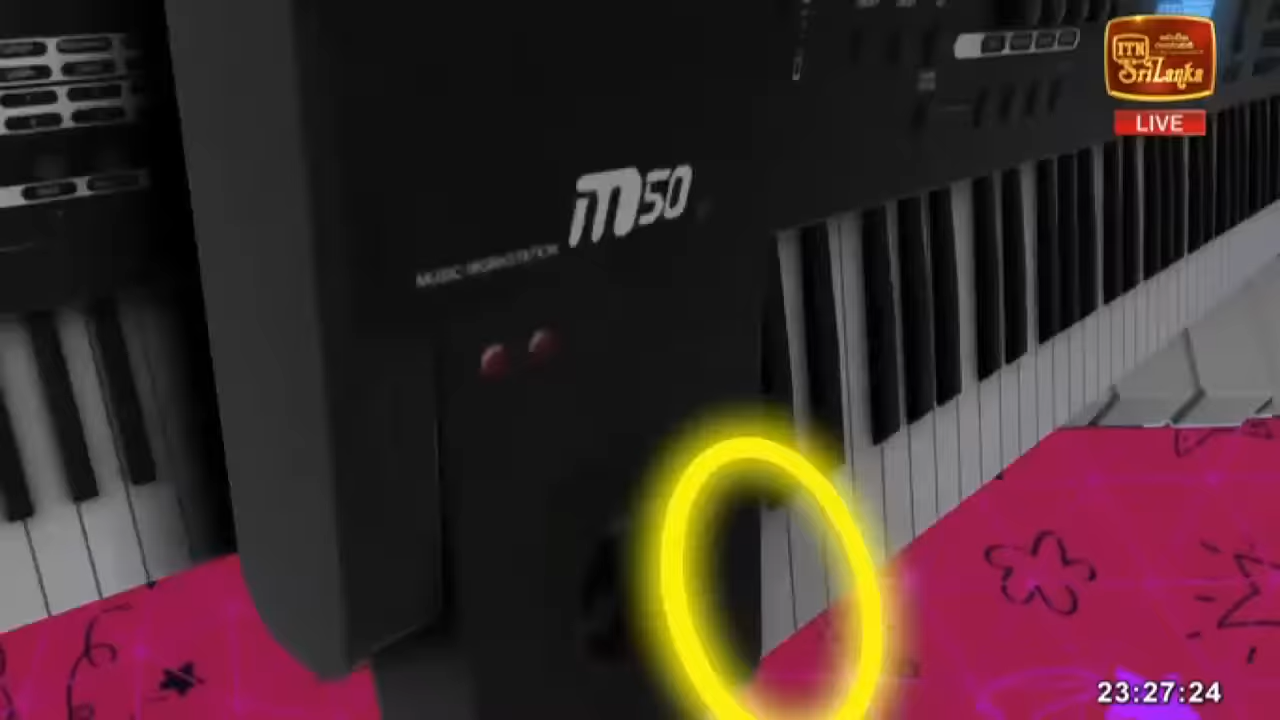 ITN
Sri Lanka
LIVE
m50
MUSIC WORKSTATION
23:27:24